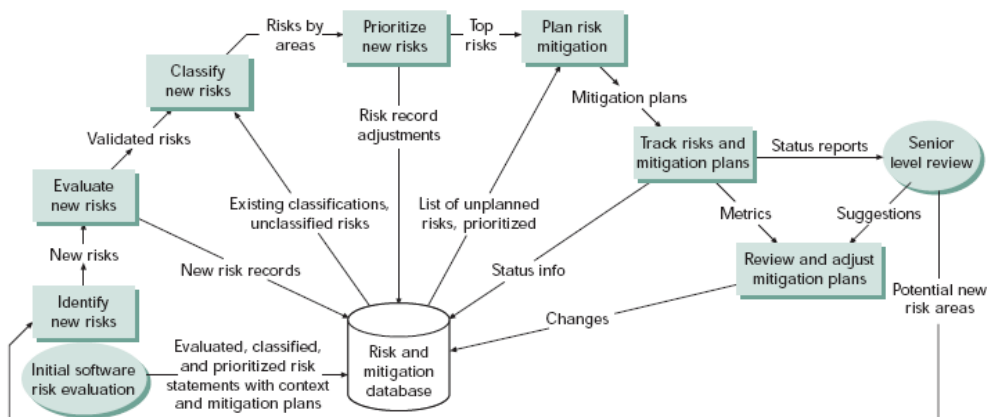 Risks by
areas
Prioritize
new risks
Top
risks
Plan risk
mitigation
Classify
new risks
Mitigation plans
Risk record
adjustments
Validated risks
Track risks and
mitigation plans
Status reports
Senior
level review
Evaluate
new risks
Existing classifications,
unclassified risks
List of unplanned
risks, prioritized
Metrics
Suggestions
New risks
New risk records
Status info
Review and adjust
mitigation plans
Identify
new risks
Potential new
risk areas
Changes
Initial software
risk evaluation
Evaluated, classified,
and prioritized risk
statements with context
and mitigation plans
Risk and
mitigation
database